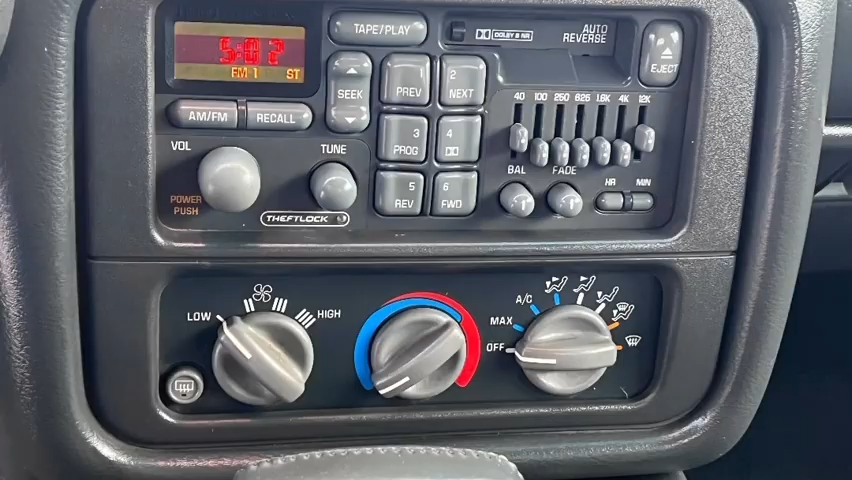 TAPE/PLAY
DOLBY B NR
AUTO
REVERSE
EJECT
5:07
FM 1 ST
AM/FM
RECALL
SEEK
1
PREV
2
NEXT
3
PROG
4
5
REV
6
FWD
40 100 250 625 1.6K 4K 12K
BAL
FADE
HR
MIN
VOL
TUNE
POWER
PUSH
THEFTLOCK
LOW
HIGH
A/C
MAX
OFF